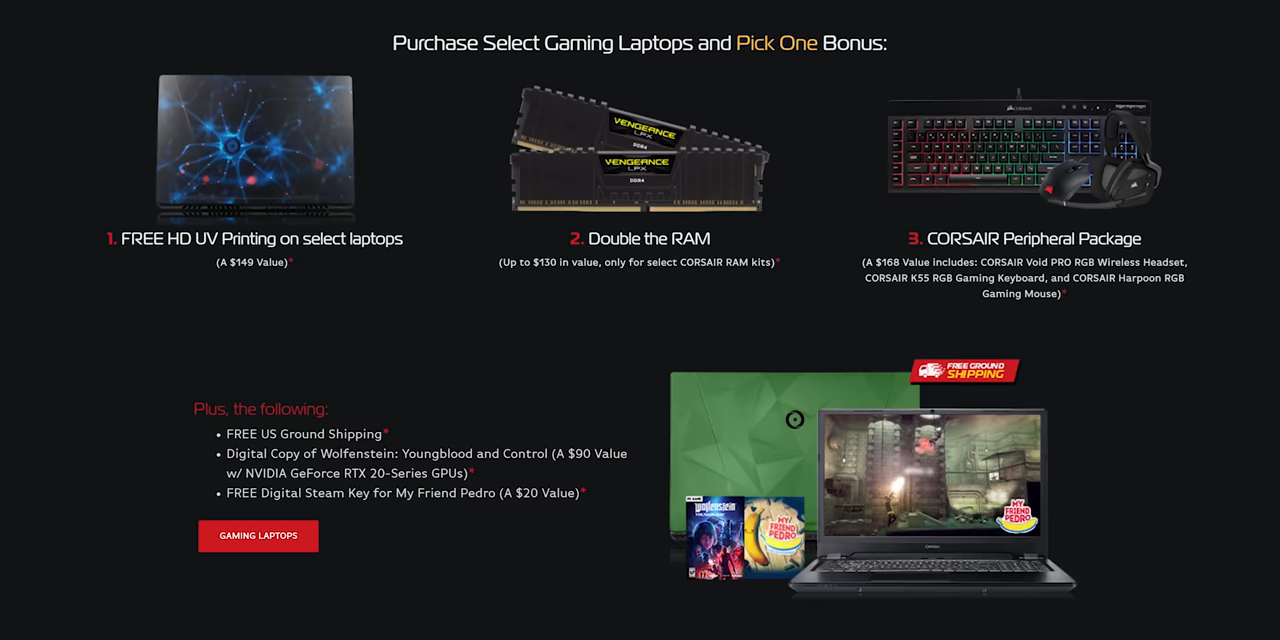 Purchase Select Gaming Laptops and Pick One Bonus:
VENGEANCE
LPX
DDR4
VENGEANCE
LPX
DDR4
CORSAIR
1. FREE HD UV Printing on select laptops
(A $149 Value)*
2. Double the RAM
(Up to $130 in value, only for select CORSAIR RAM kits)*
3. CORSAIR Peripheral Package
(A $168 Value includes: CORSAIR Void PRO RGB Wireless Headset,
CORSAIR K55 RGB Gaming Keyboard, and CORSAIR Harpoon RGB
Gaming Mouse)*
FREE GROUND
SHIPPING
Plus, the following:
• FREE US Ground Shipping*
• Digital Copy of Wolfenstein: Youngblood and Control (A $90 Value
w/ NVIDIA GeForce RTX 20-Series GPUs)*
• FREE Digital Steam Key for My Friend Pedro (A $20 Value)*
GAMING LAPTOPS
PC GAME
Wolfenstein
MY
FRIEND
PEDRO
MY
FRIEND
PEDRO